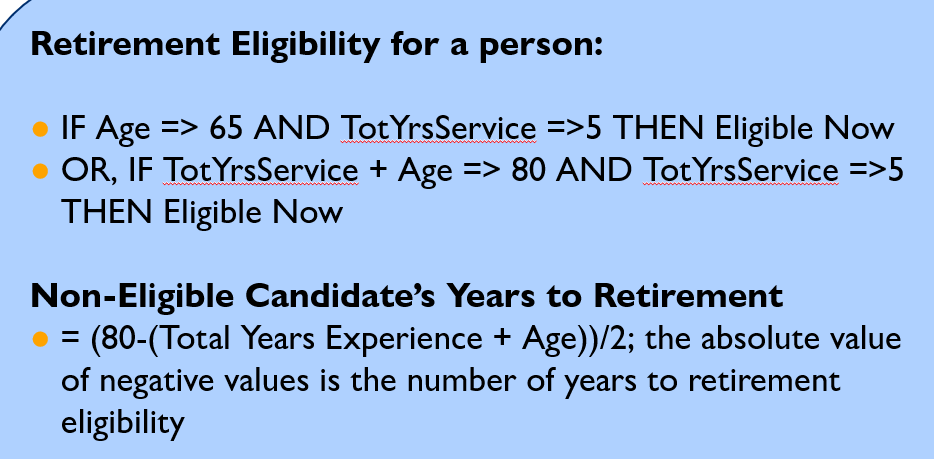 Retirement Eligibility for a person:
● IF Age => 65 AND TotYrsService =>5 THEN Eligible Now
● OR, IF TotYrsService + Age => 80 AND TotYrsService =>5
THEN Eligible Now
Non-Eligible Candidate’s Years to Retirement
● = (80-(Total Years Experience + Age))/2; the absolute value
of negative values is the number of years to retirement
eligibility